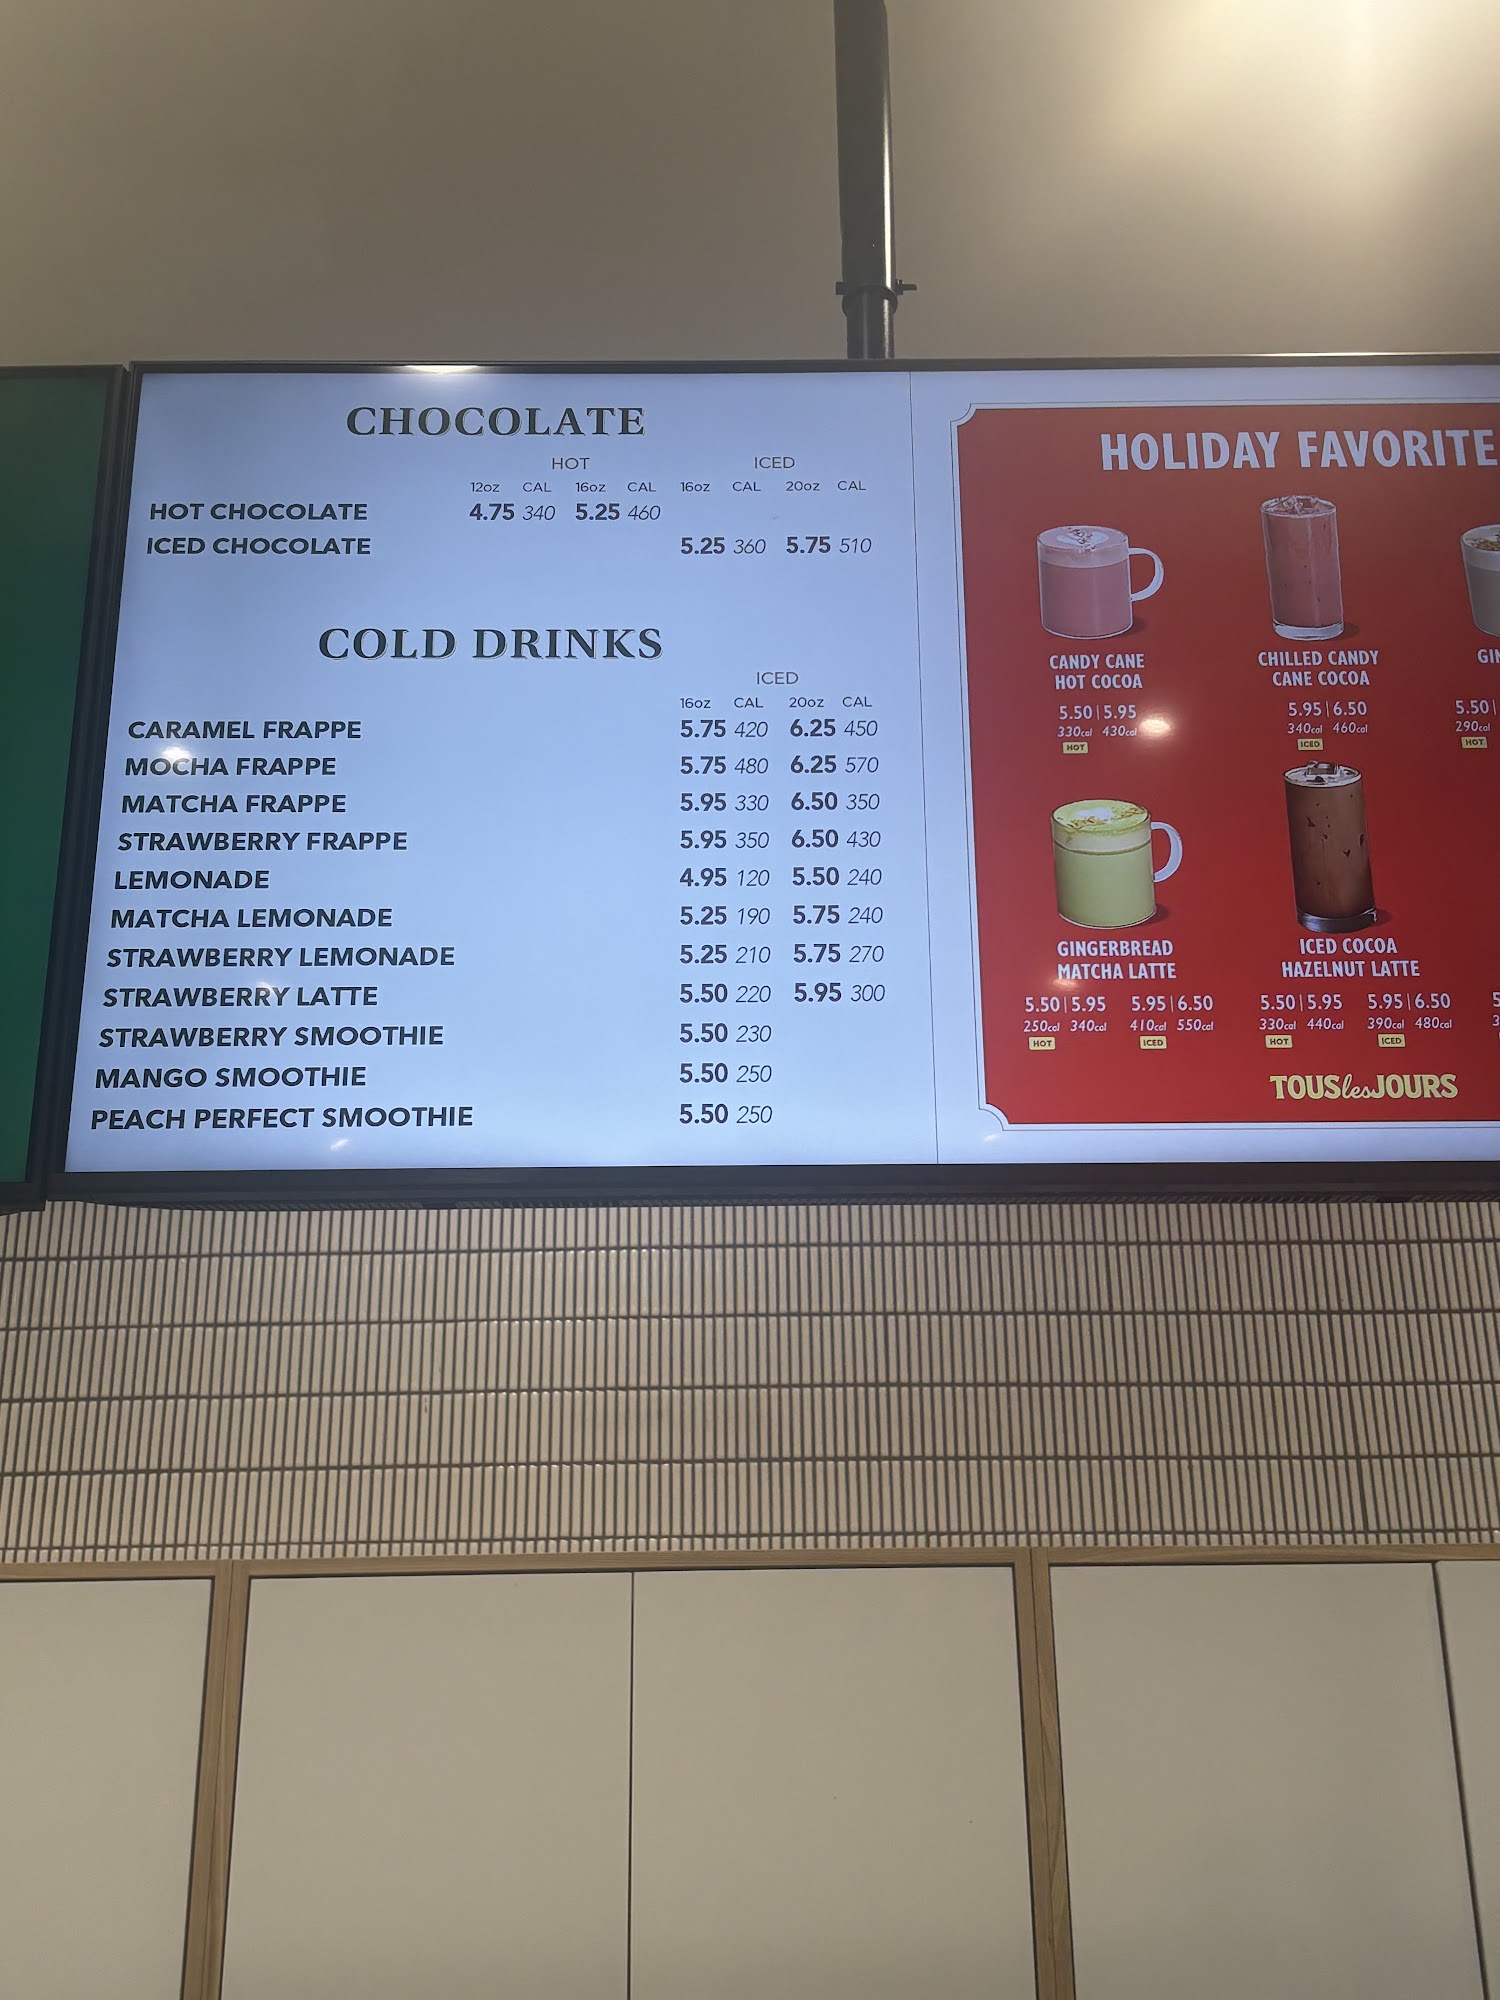 CHOCOLATE
HOT ICED
12oz CAL 16oz CAL 16oz CAL 20oz CAL
HOT CHOCOLATE 4.75 340 5.25 460
ICED CHOCOLATE 5.25 360 5.75 510
COLD DRINKS
ICED
16oz CAL 20oz CAL
CARAMEL FRAPPE 5.75 420 6.25 450
MOCHA FRAPPE 5.75 480 6.25 570
MATCHA FRAPPE 5.95 330 6.50 350
STRAWBERRY FRAPPE 5.95 350 6.50 430
LEMONADE 4.95 120 5.50 240
MATCHA LEMONADE 5.25 190 5.75 240
STRAWBERRY LEMONADE 5.25 210 5.75 270
STRAWBERRY LATTE 5.50 220 5.95 300
STRAWBERRY SMOOTHIE 5.50 230
MANGO SMOOTHIE 5.50 250
PEACH PERFECT SMOOTHIE 5.50 250
HOLIDAY FAVORITE
CANDY CANE
HOT COCOA
5.50|5.95
330cal 430cal
HOT
CHILLED CANDY
CANE COCOA
5.95|6.50
340cal 460cal
ICED
GIN
5.50|
290cal
HOT
GINGERBREAD
MATCHA LATTE
5.50|5.95 5.95|6.50
250cal 340cal 410cal 550cal
HOT ICED
ICED COCOA
HAZELNUT LATTE
5.50|5.95 5.95|6.50
330cal 440cal 390cal 480cal
HOT ICED
5
3
TOUSlesJOURS